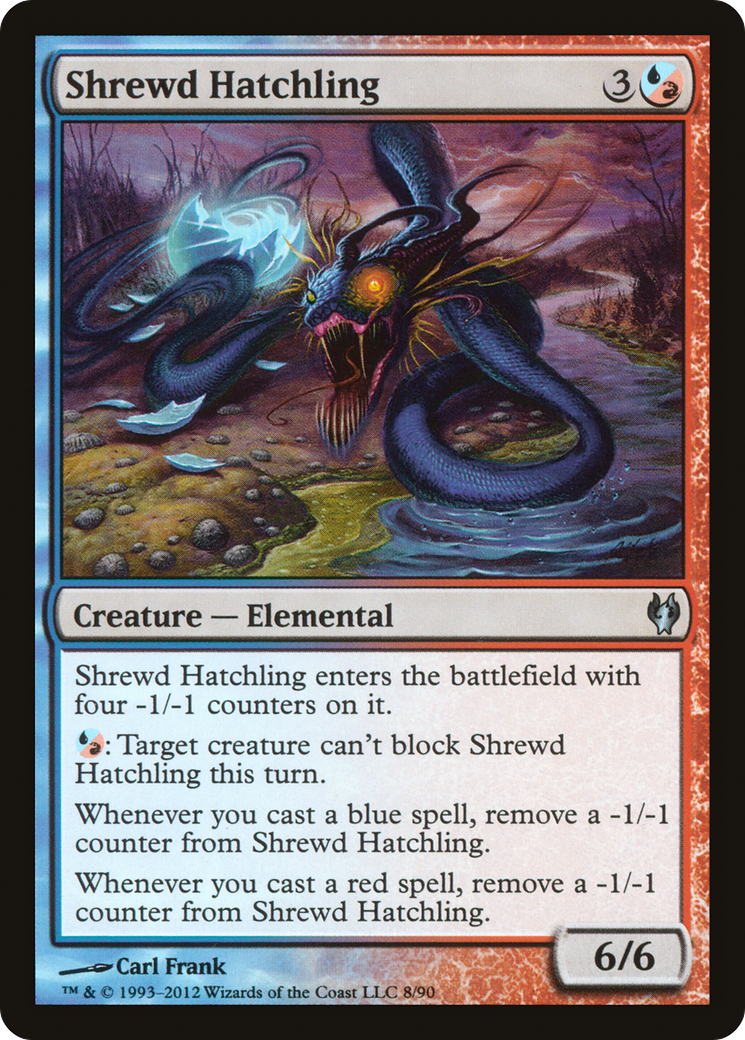 Shrewd Hatchling 3
Creature — Elemental
Shrewd Hatchling enters the battlefield with
four -1/-1 counters on it.
: Target creature can't block Shrewd
Hatchling this turn.
Whenever you cast a blue spell, remove a -1/-1
counter from Shrewd Hatchling.
Whenever you cast a red spell, remove a -1/-1
counter from Shrewd Hatchling.
6/6
Carl Frank
™ & © 1993–2012 Wizards of the Coast LLC 8/90